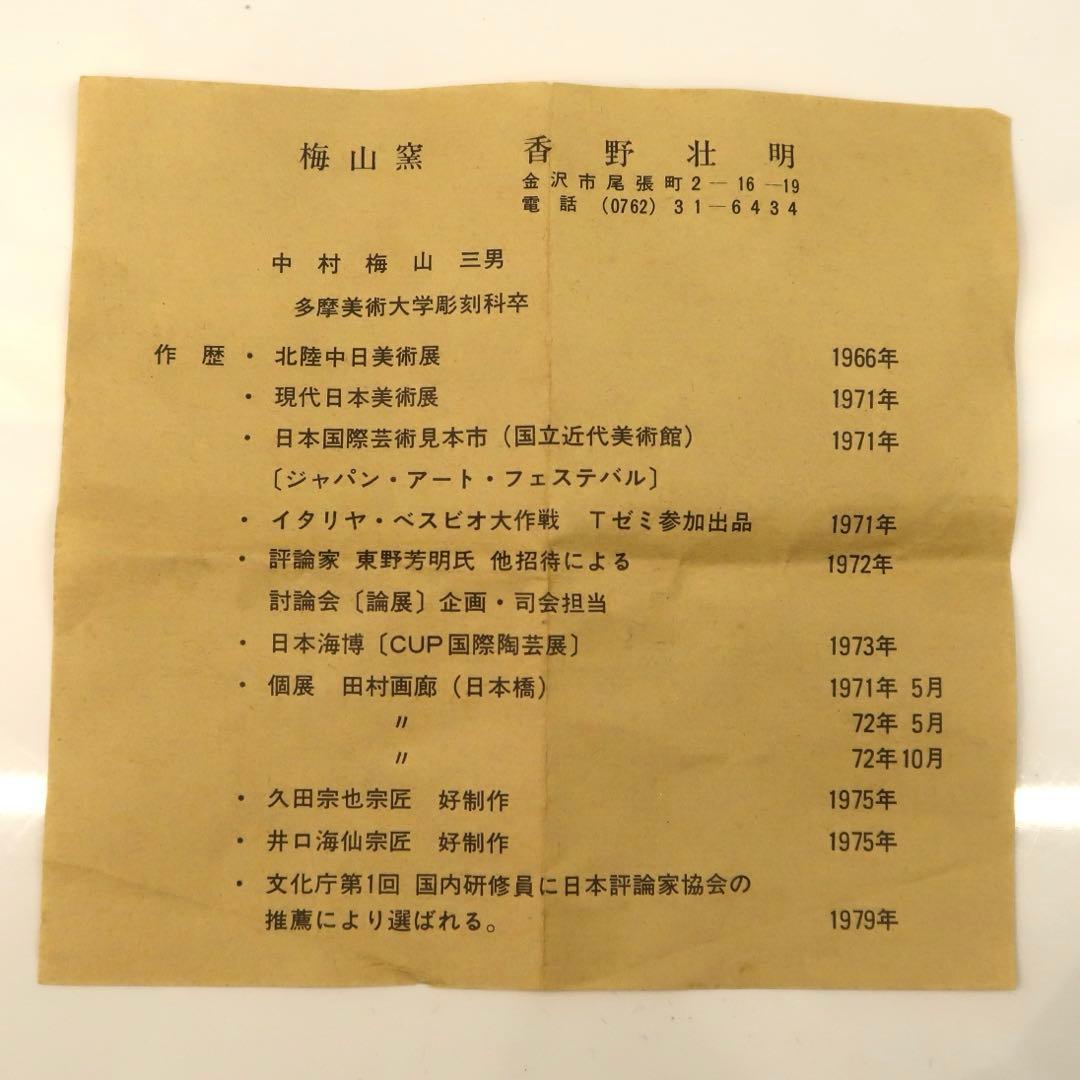 梅山窯　香野壮明
金沢市尾張町2―16―19
電話 (0762) 31―6434
中村梅山 三男
多摩美術大学彫刻科卒
作歴・北陸中日美術展　1966年
・現代日本美術展　1971年
・日本国際芸術見本市（国立近代美術館）　1971年
〔ジャパン・アート・フェステバル〕
・イタリヤ・ベスビオ大作戦　Tゼミ参加出品　1971年
・評論家 東野芳明氏 他招待による　1972年
討論会〔論展〕企画・司会担当
・日本海博〔CUP国際陶芸展〕　1973年
・個展　田村画廊（日本橋）　1971年 5月
〃　72年 5月
〃　72年10月
・久田宗也宗匠　好制作　1975年
・井口海仙宗匠　好制作　1975年
・文化庁第1回 国内研修員に日本評論家協会の
推薦により選ばれる。　1979年